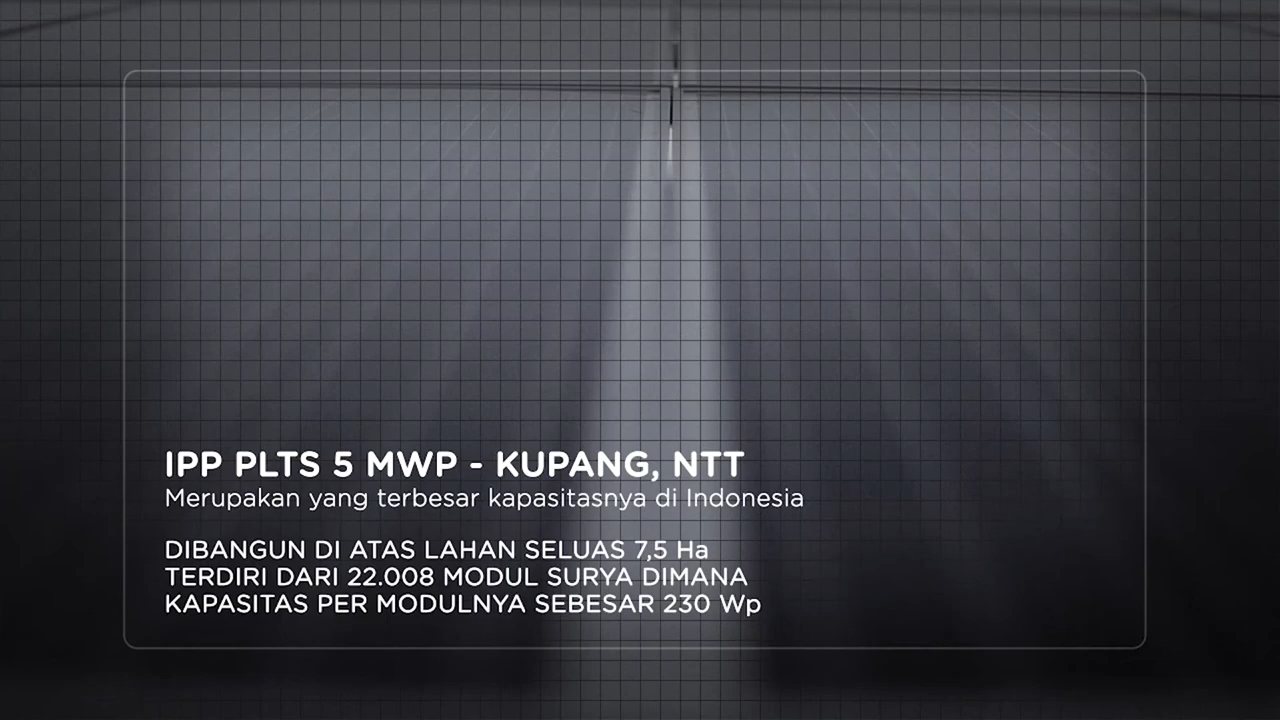 IPP PLTS 5 MWP - KUPANG, NTT
Merupakan yang terbesar kapasitasnya di Indonesia
DIBANGUN DI ATAS LAHAN SELUAS 7,5 Ha
TERDIRI DARI 22.008 MODUL SURYA DIMANA
KAPASITAS PER MODULNYA SEBESAR 230 Wp